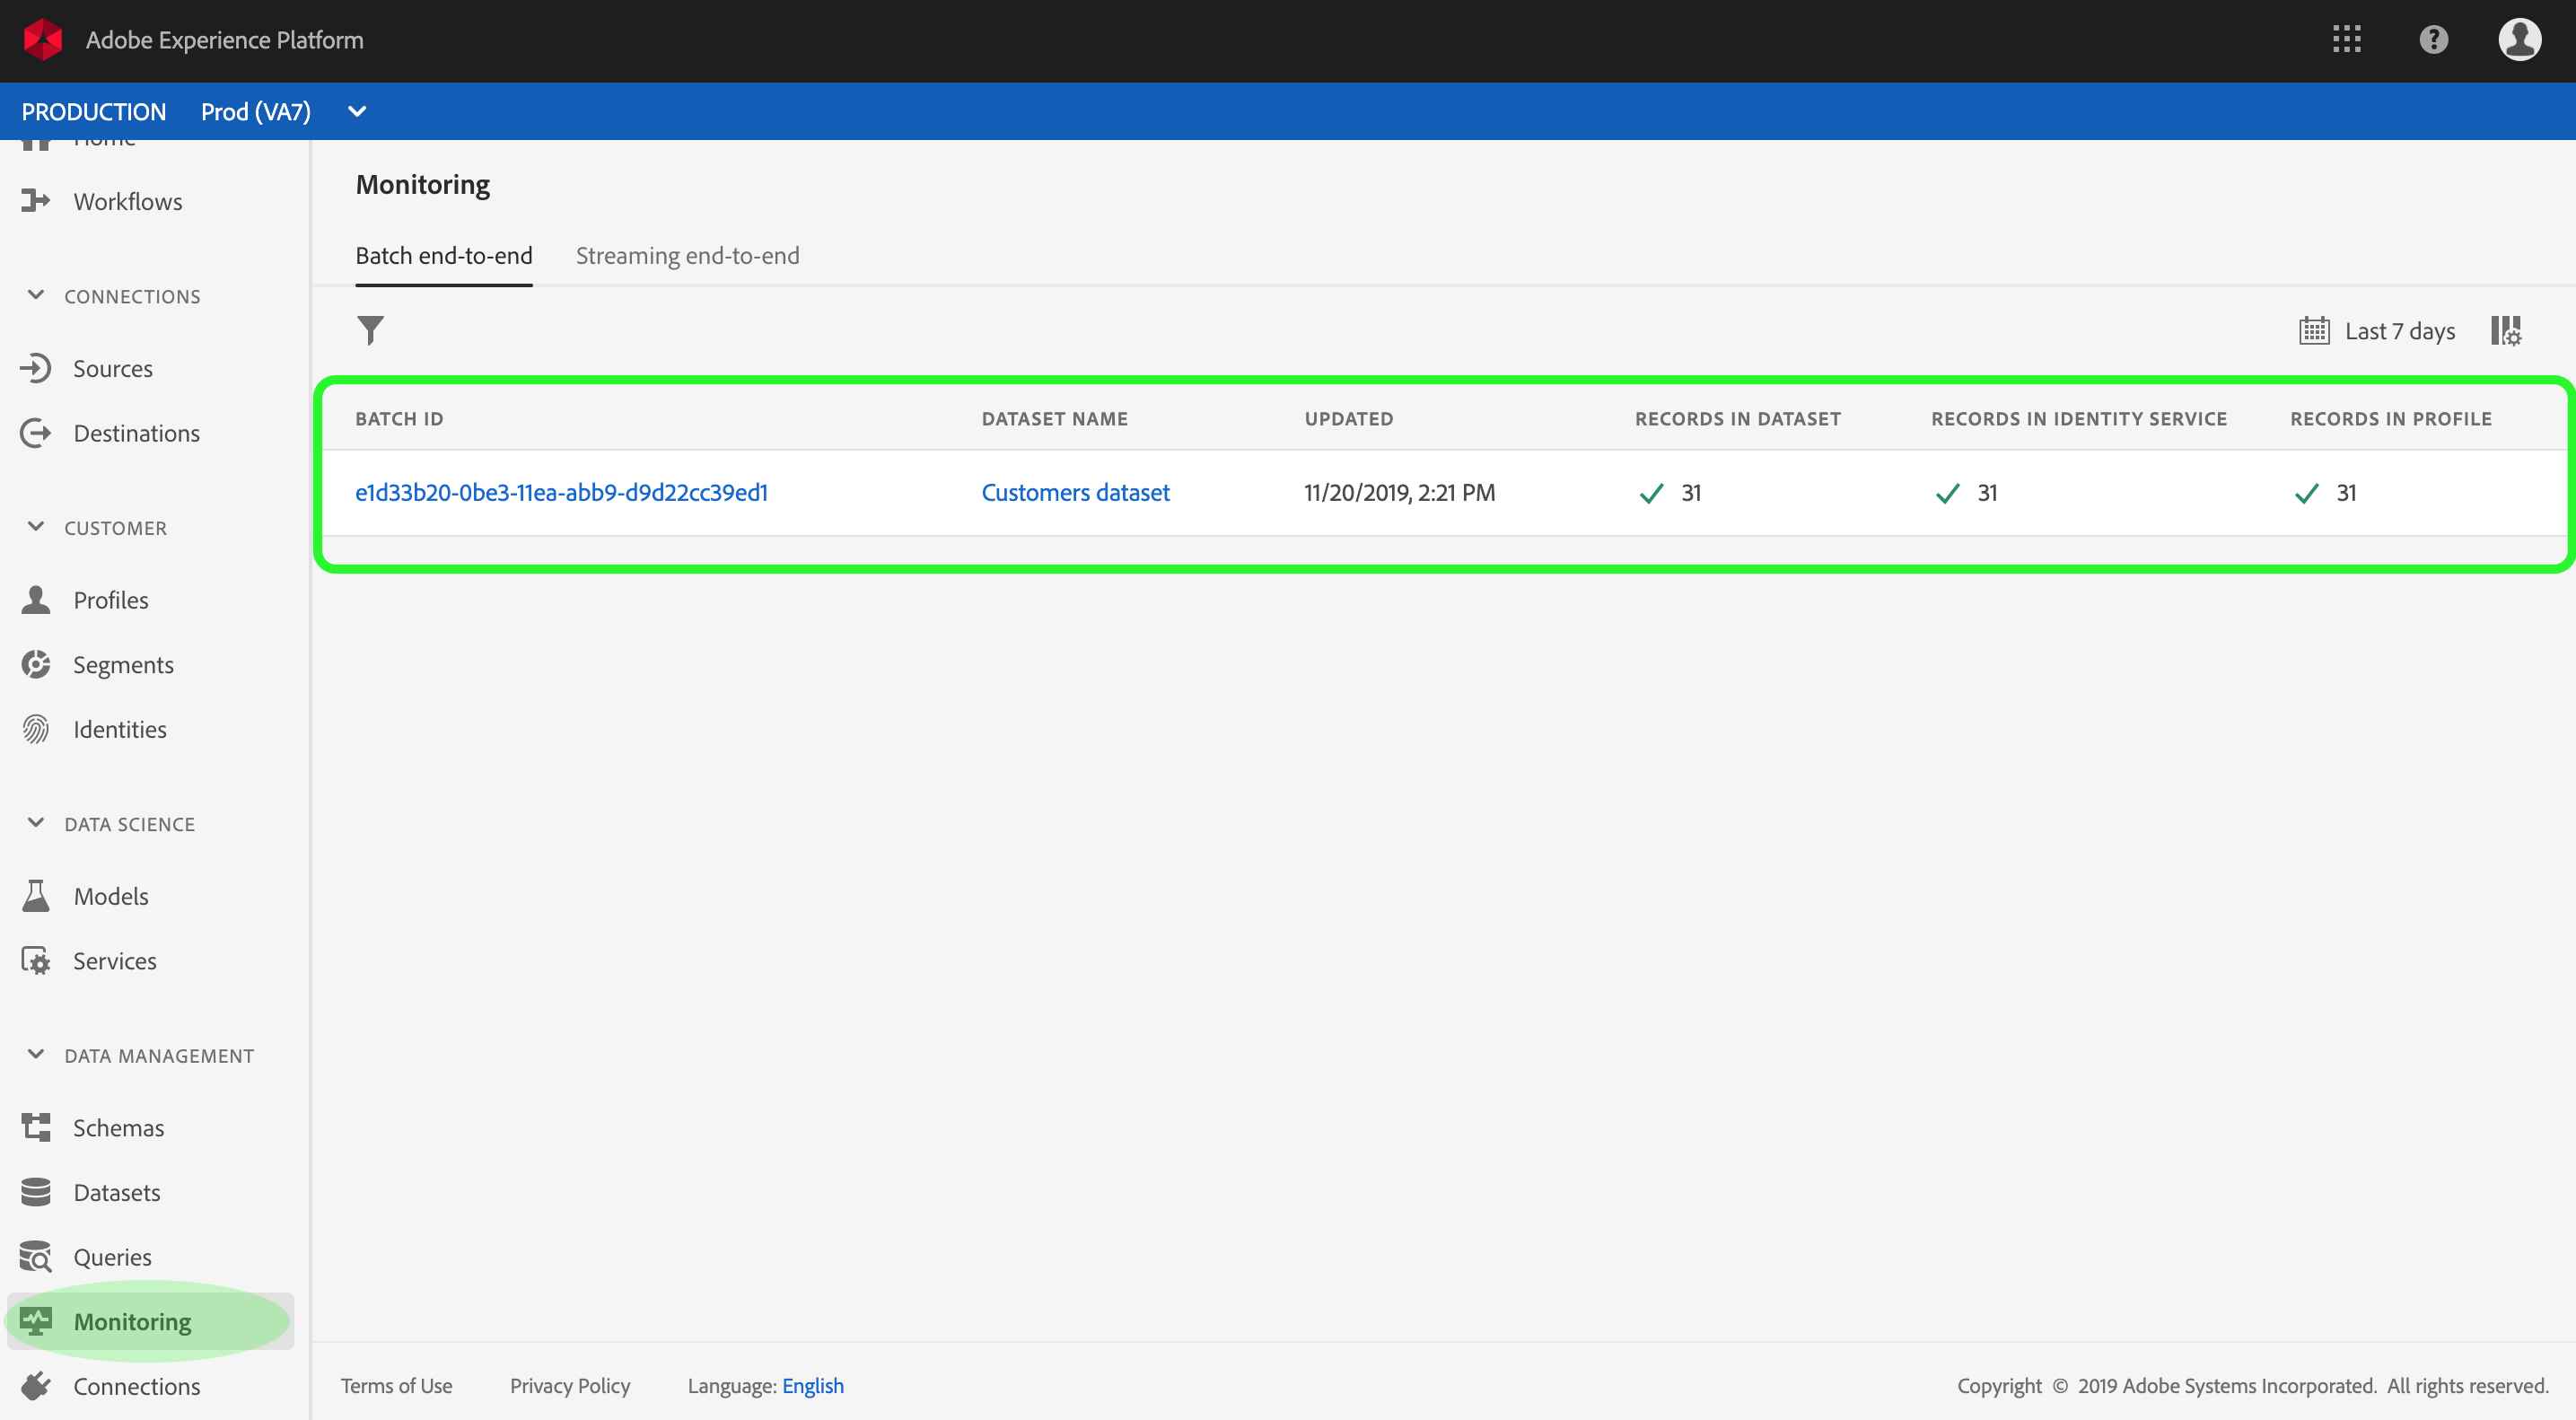 Adobe Experience Platform
PRODUCTION Prod (VA7)
Home
Workflows
CONNECTIONS
Sources
Destinations
CUSTOMER
Profiles
Segments
Identities
DATA SCIENCE
Models
Services
DATA MANAGEMENT
Schemas
Datasets
Queries
Monitoring
Connections
Monitoring
Batch end-to-end Streaming end-to-end
Last 7 days
BATCH ID DATASET NAME UPDATED RECORDS IN DATASET RECORDS IN IDENTITY SERVICE RECORDS IN PROFILE
e1d33b20-0be3-11ea-abb9-d9d22cc39ed1 Customers dataset 11/20/2019, 2:21 PM 31 31 31
Terms of Use Privacy Policy Language: English Copyright © 2019 Adobe Systems Incorporated. All rights reserved.